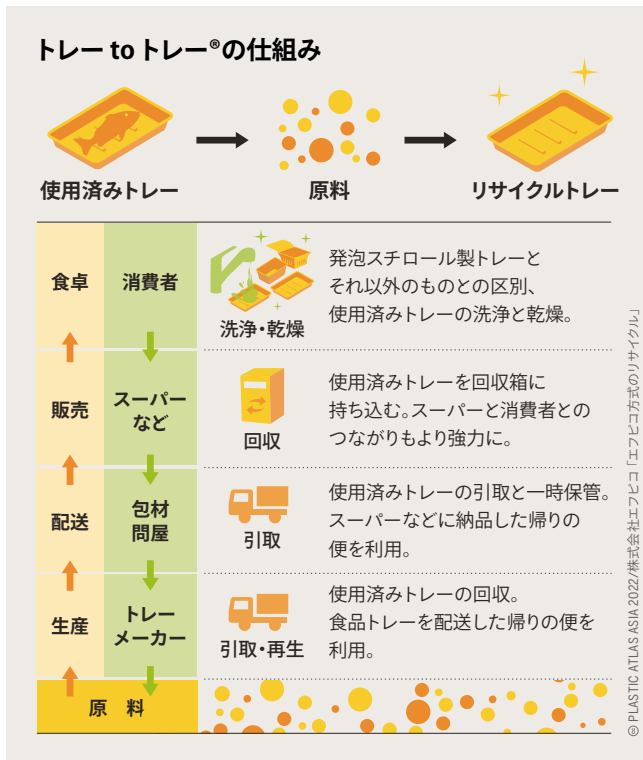 トレー to トレー®の仕組み
使用済みトレー
原料
リサイクルトレー
食卓
消費者
洗浄・乾燥
発泡スチロール製トレーと
それ以外のものとの区別、
使用済みトレーの洗浄と乾燥。
販売
スーパー
など
回収
使用済みトレーを回収箱に
持ち込む。スーパーと消費者との
つながりもより強力に。
配送
包材
問屋
引取
使用済みトレーの引取と一時保管。
スーパーなどに納品した帰りの
便を利用。
生産
トレー
メーカー
引取・再生
使用済みトレーの回収。
食品トレーを配送した帰りの便を
利用。
原 料
PLASTIC ATLAS ASIA 2022/株式会社エフピコ「エフピコ方式のリサイクル」